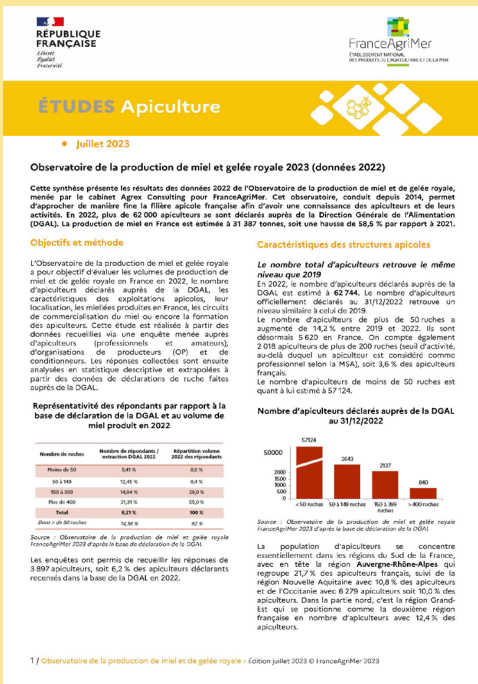 RÉPUBLIQUE
FRANÇAISE
Liberté
Égalité
Fraternité
FranceAgriMer
ÉTABLISSEMENT NATIONAL
DES PRODUITS DE L'AGRICULTURE ET DE LA MER
ÉTUDES Apiculture
• Juillet 2023
Observatoire de la production de miel et gelée royale 2023 (données 2022)
Cette synthèse présente les résultats des données 2022 de l'Observatoire de la production de miel et de gelée royale,
menée par le cabinet Agrex Consulting pour FranceAgriMer. Cet observatoire, conduit depuis 2014, permet
d'approcher de manière fine la filière apicole française afin d'avoir une connaissance des apiculteurs et de leurs
activités. En 2022, plus de 62 000 apiculteurs se sont déclarés auprès de la Direction Générale de l'Alimentation
(DGAL). La production de miel en France est estimée à 31 387 tonnes, soit une hausse de 58,5 % par rapport à 2021.
Objectifs et méthode
L'Observatoire de la production de miel et gelée royale
a pour objectif d'évaluer les volumes de production de
miel et de gelée royale en France en 2022, le nombre
d'apiculteurs déclarés auprès de la DGAL, les
caractéristiques des exploitations apicoles, leur
localisation, les miellées produites en France, les circuits
de commercialisation du miel ou encore la formation
des apiculteurs. Cette étude est réalisée à partir des
données recueillies via une enquête menée auprès
d'apiculteurs (professionnels et amateurs),
d'organisations de producteurs (OP) et de
conditionneurs. Les réponses collectées sont ensuite
analysées en statistique descriptive et extrapolées à
partir des données de déclarations de ruche faites
auprès de la DGAL.
Représentativité des répondants par rapport à la
base de déclaration de la DGAL et au volume de
miel produit en 2022
Nombre de ruches
Nombre de répondants /
extraction DGAL 2022
Répartition volume
2022 des répondants
Moins de 50 5,41 % 8,0 %
50 à 149 12,45 % 8,4 %
150 à 399 14,64 % 28,0 %
Plus de 400 21,31 % 55,0 %
Total 6,21 % 100 %
Dont > de 50 ruches 14,36 % 92 %
Source : Observatoire de la production de miel et gelée royale
FranceAgriMer 2023 d'après la base de déclaration de la DGAL
Les enquêtes ont permis de recueillir les réponses de
3 897 apiculteurs, soit 6,2 % des apiculteurs déclarants
recensés dans la base de la DGAL en 2022.
Caractéristiques des structures apicoles
Le nombre total d'apiculteurs retrouve le même
niveau que 2019
En 2022, le nombre d'apiculteurs déclarés auprès de la
DGAL est estimé à 62 744. Le nombre d'apiculteurs
officiellement déclarés au 31/12/2022 retrouve un
niveau similaire à celui de 2019.
Le nombre d'apiculteurs de plus de 50 ruches a
augmenté de 14,2 % entre 2019 et 2022. Ils sont
désormais 5 620 en France. On compte également
2 018 apiculteurs de plus de 200 ruches (seuil d'activité,
au-delà duquel un apiculteur est considéré comme
professionnel selon la MSA), soit 3,6 % des apiculteurs
français.
Le nombre d'apiculteurs de moins de 50 ruches est
quant à lui estimé à 57 124.
Nombre d'apiculteurs déclarés auprès de la DGAL
au 31/12/2022
57124
50000
2000
1500
1000
500
0
2643
2137
840
< 50 ruches
50 à 149 ruches
150 à 399
ruches
> 400 ruches
Source : Observatoire de la production de miel et gelée royale
FranceAgriMer 2023 d'après la base de déclaration de la DGAL
La population d'apiculteurs se concentre
essentiellement dans les régions du Sud de la France,
avec en tête la région Auvergne-Rhône-Alpes qui
regroupe 21,7 % des apiculteurs français, suivi de la
région Nouvelle Aquitaine avec 10,8 % des apiculteurs
et de l'Occitanie avec 6 279 apiculteurs soit 10,0 % des
apiculteurs. Dans la partie nord, c'est la région Grand-
Est qui se positionne comme la deuxième région
française en nombre d'apiculteurs avec 12,4 % des
apiculteurs.
1 / Observatoire de la production de miel et de gelée royale > Édition juillet 2023 © FranceAgriMer 2023